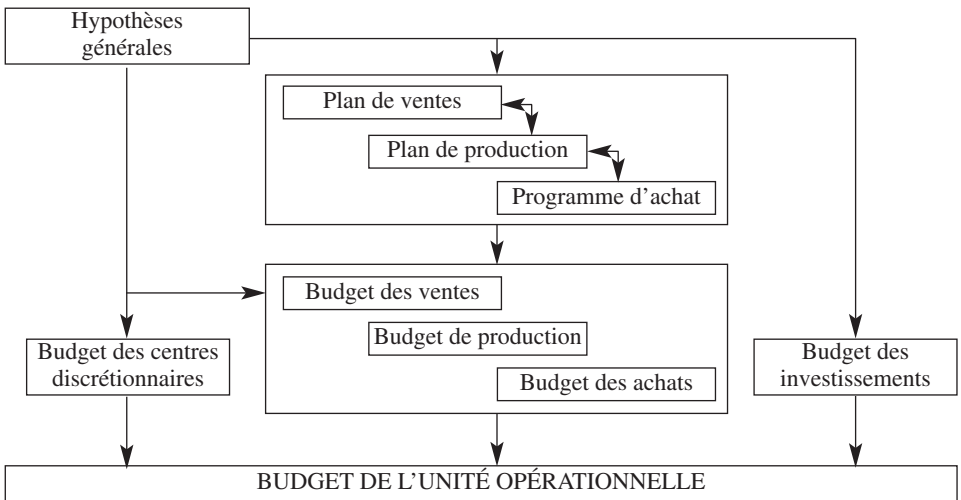 Hypothèses
générales
Plan de ventes
Plan de production
Programme d'achat
Budget des ventes
Budget de production
Budget des achats
Budget des centres
discrétionnaires
Budget des
investissements
BUDGET DE L'UNITÉ OPÉRATIONNELLE